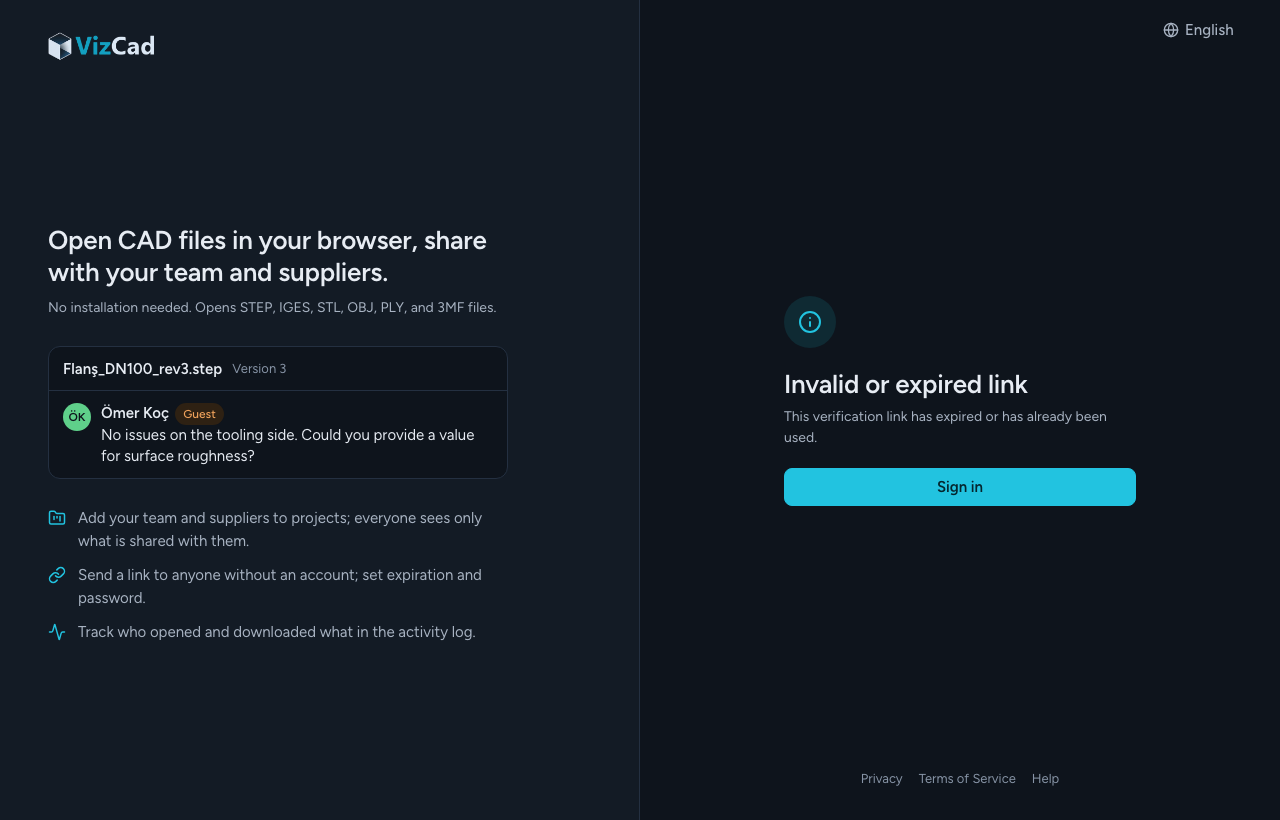 VizCad
English
Open CAD files in your browser, share
with your team and suppliers.
No installation needed. Opens STEP, IGES, STL, OBJ, PLY, and 3MF files.
Flanş_DN100_rev3.step Version 3
ÖK Ömer Koç Guest
No issues on the tooling side. Could you provide a value
for surface roughness?
Add your team and suppliers to projects; everyone sees only
what is shared with them.
Send a link to anyone without an account; set expiration and
password.
Track who opened and downloaded what in the activity log.
Invalid or expired link
This verification link has expired or has already been
used.
Sign in
Privacy Terms of Service Help